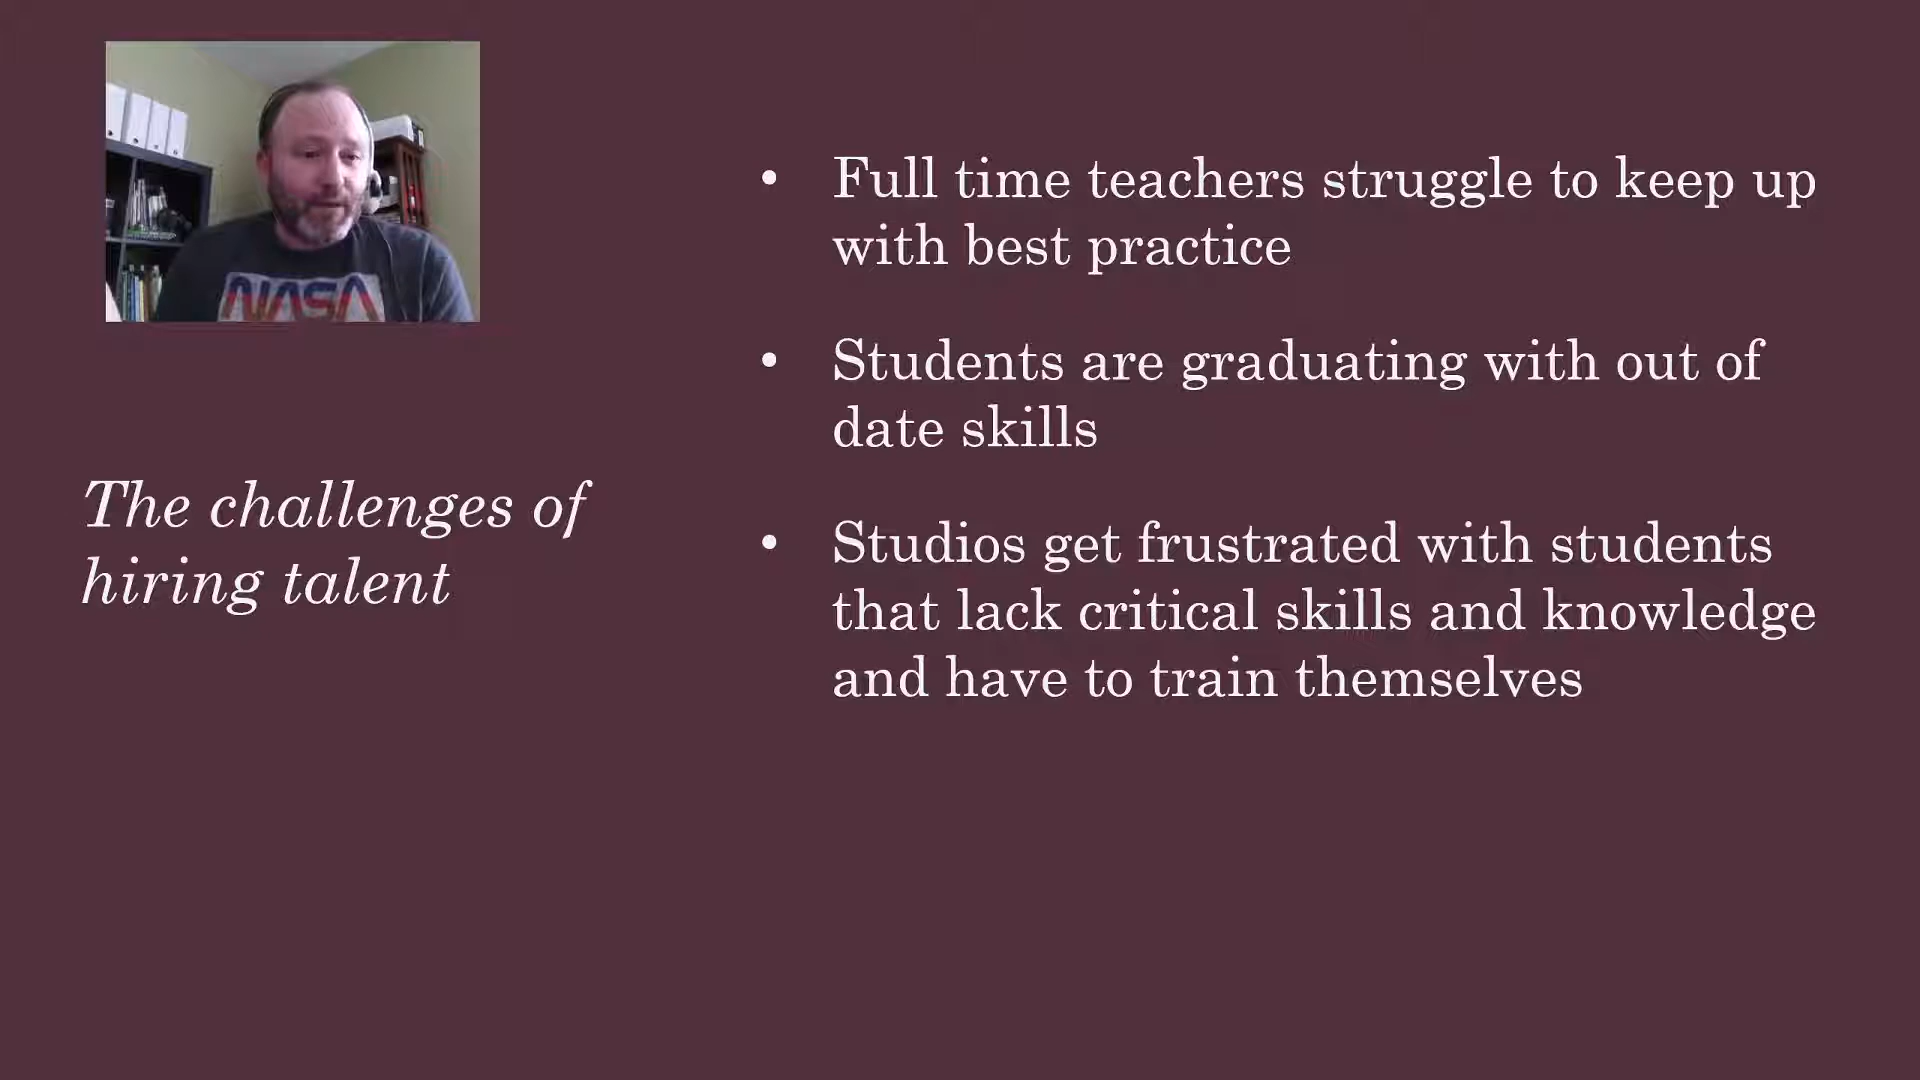 NASA
The challenges of
hiring talent
• Full time teachers struggle to keep up
with best practice
• Students are graduating with out of
date skills
• Studios get frustrated with students
that lack critical skills and knowledge
and have to train themselves